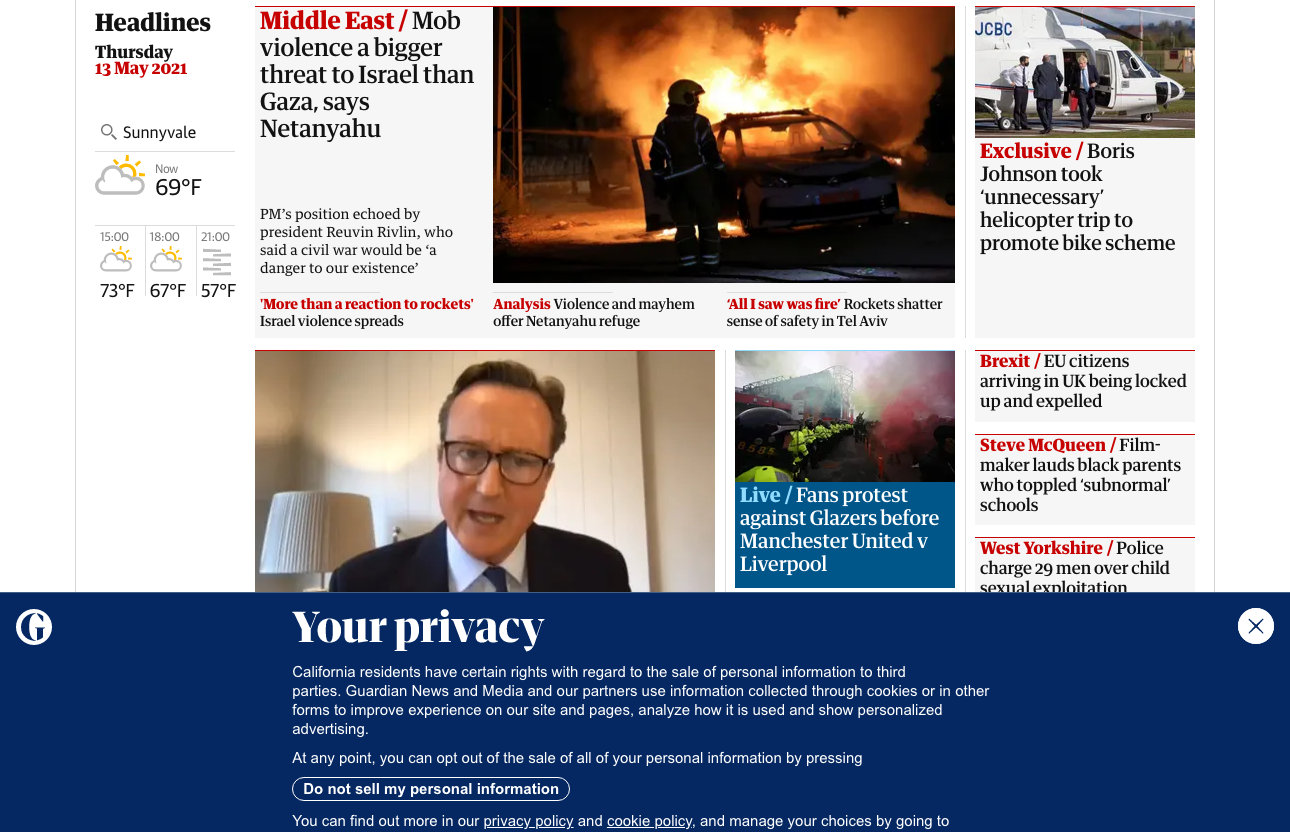 Headlines
Thursday
13 May 2021
Sunnyvale
Now
69°F
15:00
18:00
21:00
73°F
67°F
57°F
Middle East / Mob
violence a bigger
threat to Israel than
Gaza, says
Netanyahu
PM’s position echoed by
president Reuvin Rivlin, who
said a civil war would be ‘a
danger to our existence’
'More than a reaction to rockets'
Israel violence spreads
Analysis Violence and mayhem
offer Netanyahu refuge
‘All I saw was fire’ Rockets shatter
sense of safety in Tel Aviv
JCBC
Exclusive / Boris
Johnson took
‘unnecessary’
helicopter trip to
promote bike scheme
8585
Live / Fans protest
against Glazers before
Manchester United v
Liverpool
Brexit / EU citizens
arriving in UK being locked
up and expelled
Steve McQueen / Film-
maker lauds black parents
who toppled ‘subnormal’
schools
West Yorkshire / Police
charge 29 men over child
sexual exploitation
Your privacy
California residents have certain rights with regard to the sale of personal information to third
parties. Guardian News and Media and our partners use information collected through cookies or in other
forms to improve experience on our site and pages, analyze how it is used and show personalized
advertising.
At any point, you can opt out of the sale of all of your personal information by pressing
Do not sell my personal information
You can find out more in our privacy policy and cookie policy, and manage your choices by going to